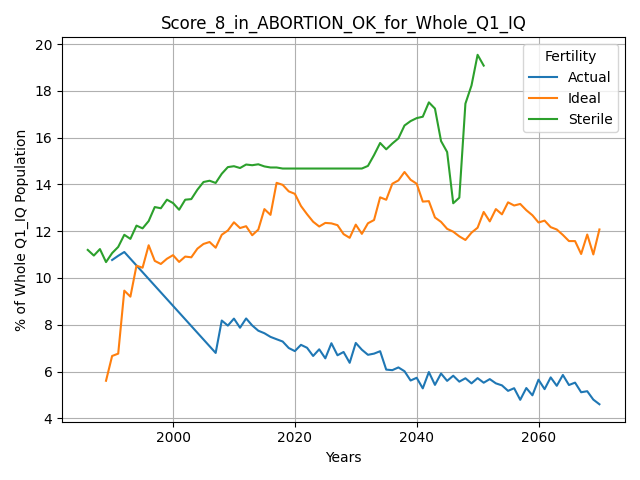 Score_8_in_ABORTION_OK_for_Whole_Q1_IQ
% of Whole Q1_IQ Population
20
18
16
14
12
10
8
6
4
Fertility
Actual
Ideal
Sterile
2000
2020
2040
2060
Years